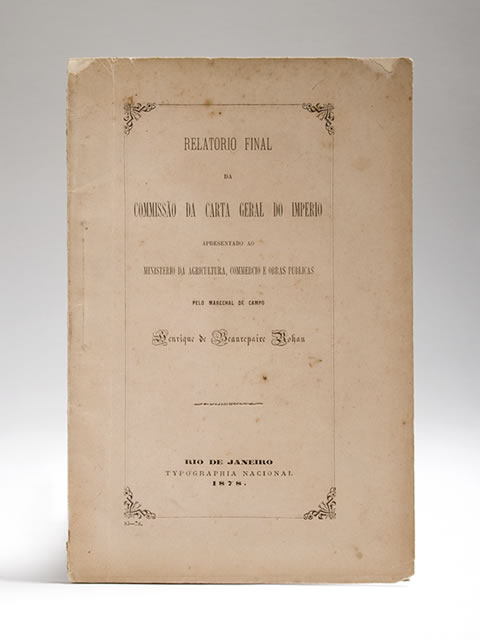 RELATORIO FINAL
DA
COMMISSÃO DA CARTA GERAL DO IMPERIO
APRESENTADO AO
MINISTERIO DA AGRICULTURA, COMMERCIO E OBRAS PUBLICAS
PELO MARECHAL DE CAMPO
Henrique de Beaurepaire Rohan
RIO DE JANEIRO
TYPOGRAPHIA NACIONAL
1878.